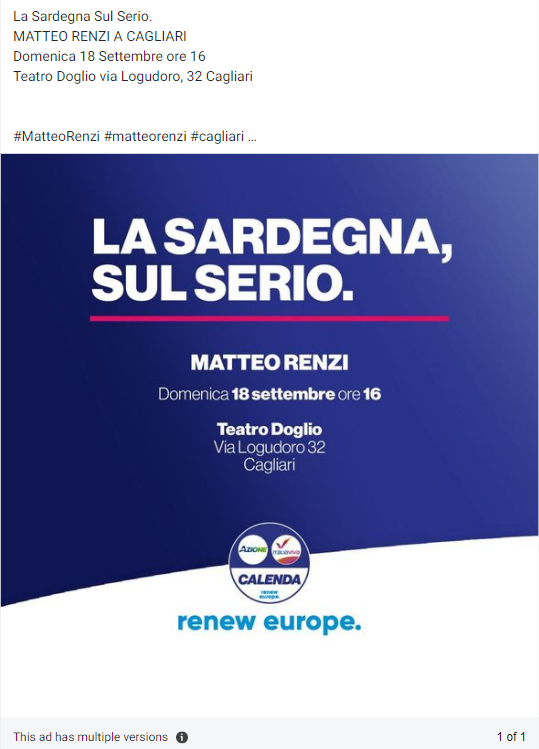 La Sardegna Sul Serio.
MATTEO RENZI A CAGLIARI
Domenica 18 Settembre ore 16
Teatro Doglio via Logudoro, 32 Cagliari
#MatteoRenzi #matteorenzi #cagliari ...
LA SARDEGNA,
SUL SERIO.
MATTEO RENZI
Domenica 18 settembre ore 16
Teatro Doglio
Via Logudoro 32
Cagliari
AZIONE italiaviva
CALENDA
renew
europe.
renew europe.
This ad has multiple versions
1 of 1